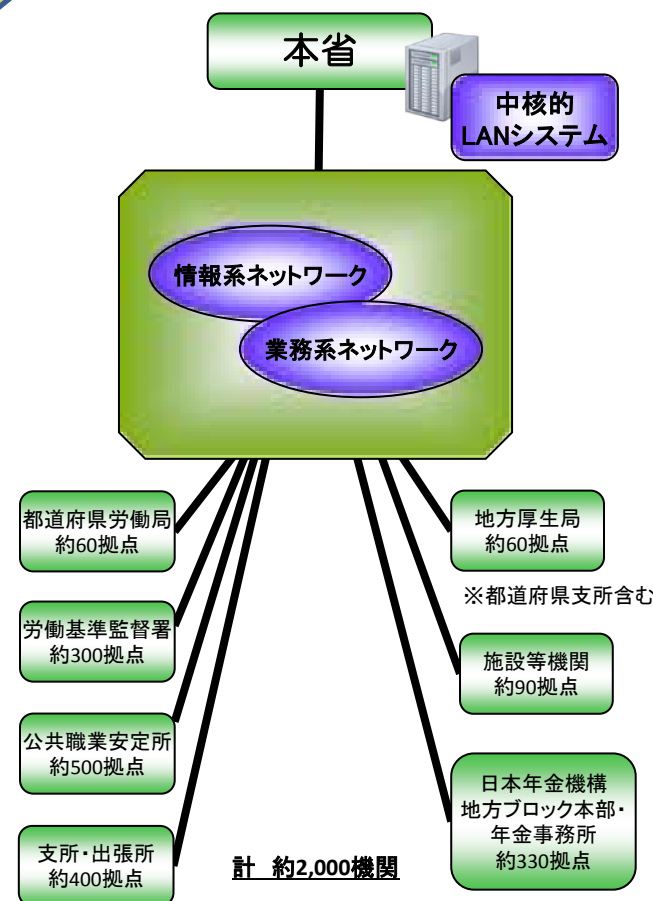 本省
中核的
LANシステム
情報系ネットワーク
業務系ネットワーク
都道府県労働局
約60拠点
労働基準監督署
約300拠点
公共職業安定所
約500拠点
支所・出張所
約400拠点
地方厚生局
約60拠点
※都道府県支所含む
施設等機関
約90拠点
日本年金機構
地方ブロック本部・
年金事務所
約330拠点
計 約2,000機関